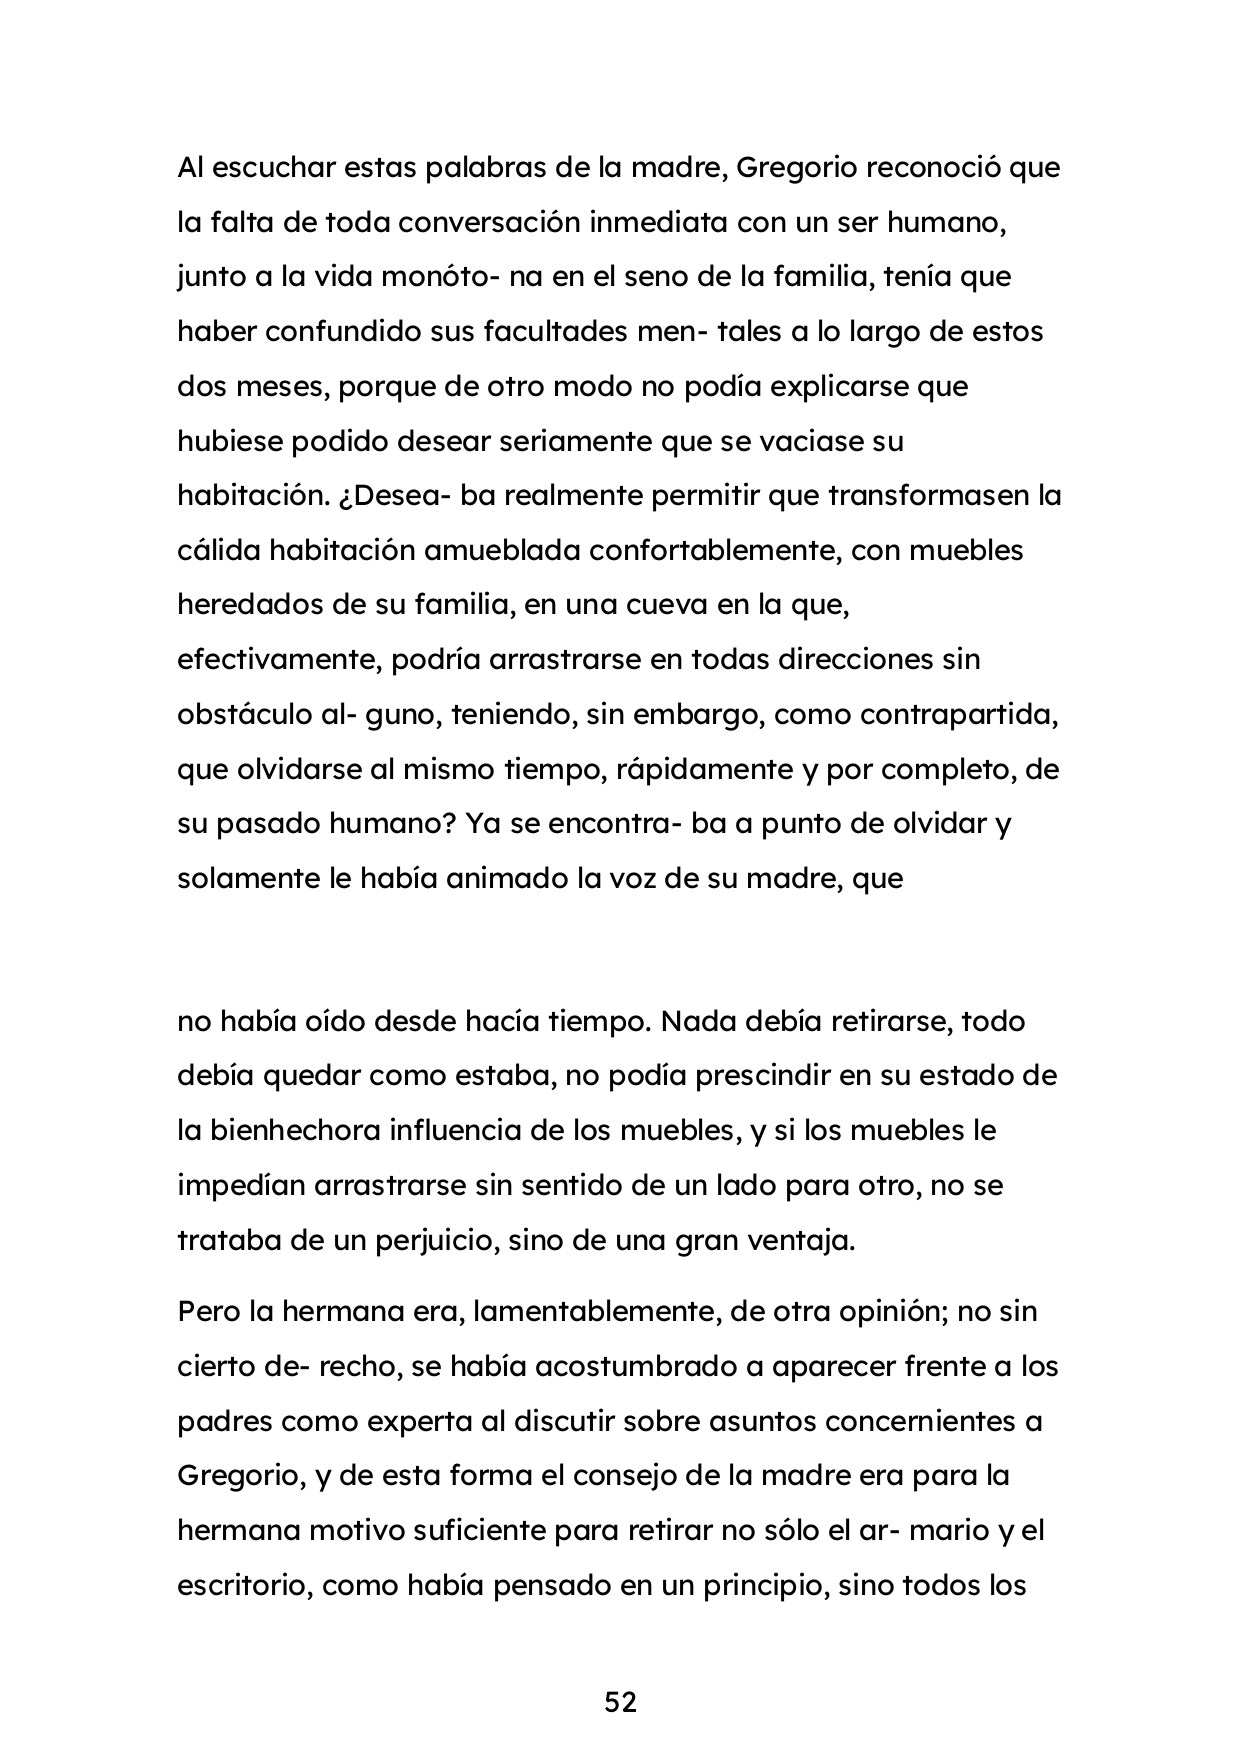 Al escuchar estas palabras de la madre, Gregorio reconoció que
la falta de toda conversación inmediata con un ser humano,
junto a la vida monóto- na en el seno de la familia, tenía que
haber confundido sus facultades men- tales a lo largo de estos
dos meses, porque de otro modo no podía explicarse que
hubiese podido desear seriamente que se vaciase su
habitación. ¿Desea- ba realmente permitir que transformasen la
cálida habitación amueblada confortablemente, con muebles
heredados de su familia, en una cueva en la que,
efectivamente, podría arrastrarse en todas direcciones sin
obstáculo al- guno, teniendo, sin embargo, como contrapartida,
que olvidarse al mismo tiempo, rápidamente y por completo, de
su pasado humano? Ya se encontra- ba a punto de olvidar y
solamente le había animado la voz de su madre, que
no había oído desde hacía tiempo. Nada debía retirarse, todo
debía quedar como estaba, no podía prescindir en su estado de
la bienhechora influencia de los muebles, y si los muebles le
impedían arrastrarse sin sentido de un lado para otro, no se
trataba de un perjuicio, sino de una gran ventaja.
Pero la hermana era, lamentablemente, de otra opinión; no sin
cierto de- recho, se había acostumbrado a aparecer frente a los
padres como experta al discutir sobre asuntos concernientes a
Gregorio, y de esta forma el consejo de la madre era para la
hermana motivo suficiente para retirar no sólo el ar- mario y el
escritorio, como había pensado en un principio, sino todos los
52